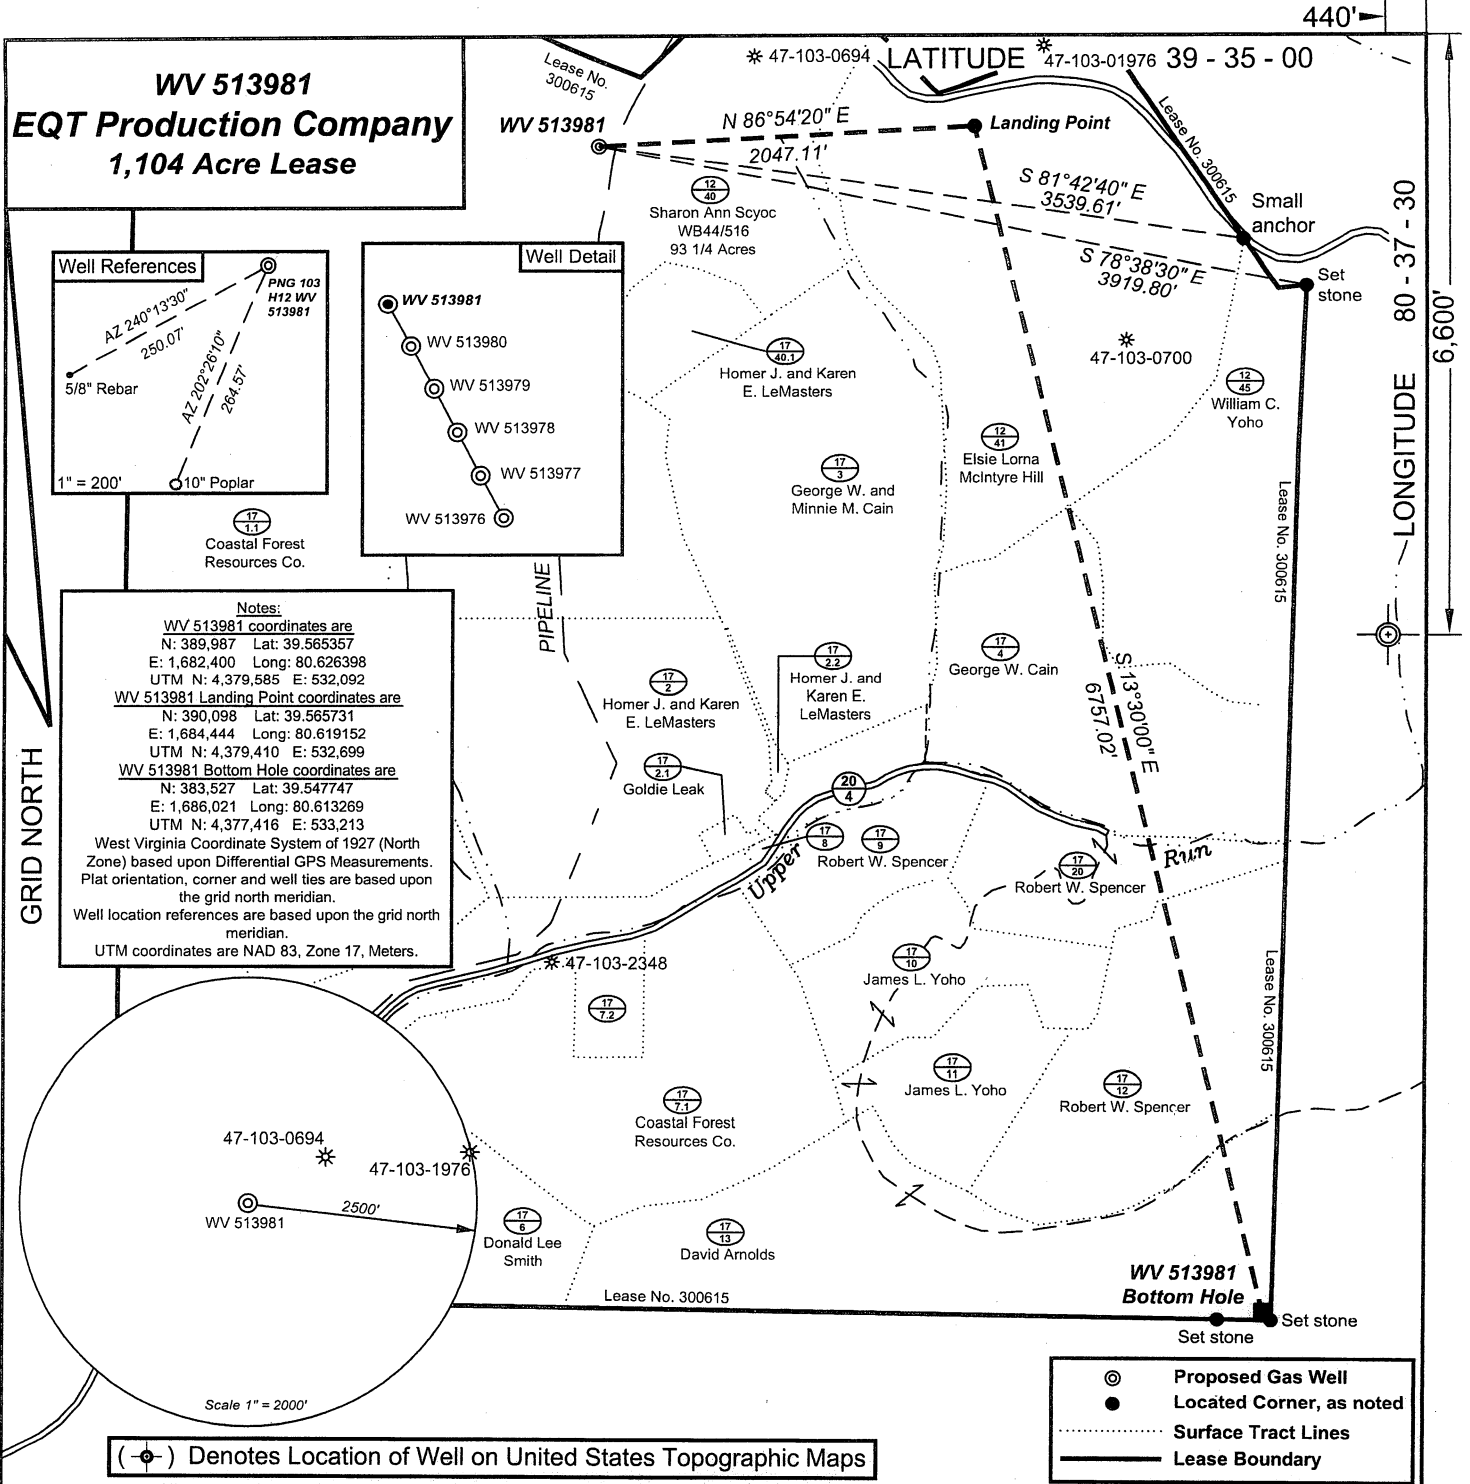 440'
WV 513981
EQT Production Company
1,104 Acre Lease
Lease No.
300615
47-103-0694
LATITUDE 39 - 35 - 00
47-103-01976
WV 513981
N 86°54'20" E
2047.11'
Landing Point
Lease No. 300615
S 81°42'40" E
3539.61'
Small
anchor
S 78°38'30" E
3919.80'
Set
stone
LONGITUDE 80 - 37 - 30
6,600'
12
40
Sharon Ann Scyoc
WB44/516
93 1/4 Acres
Well References
PNG 103
H12 WV
513981
AZ 240°13'30"
250.07'
AZ 202°26'10"
264.57'
5/8" Rebar
1" = 200'
10" Poplar
Well Detail
WV 513981
WV 513980
WV 513979
WV 513978
WV 513977
WV 513976
17
40.1
Homer J. and Karen
E. LeMasters
47-103-0700
12
45
William C.
Yoho
12
41
Elsie Lorna
McIntyre Hill
17
3
George W. and
Minnie M. Cain
Lease No. 300615
17
1.1
Coastal Forest
Resources Co.
PIPELINE
GRID NORTH
Notes:
WV 513981 coordinates are
N: 389,987 Lat: 39.565357
E: 1,682,400 Long: 80.626398
UTM N: 4,379,585 E: 532,092
WV 513981 Landing Point coordinates are
N: 390,098 Lat: 39.565731
E: 1,684,444 Long: 80.619152
UTM N: 4,379,410 E: 532,699
WV 513981 Bottom Hole coordinates are
N: 383,527 Lat: 39.547747
E: 1,686,021 Long: 80.613269
UTM N: 4,377,416 E: 533,213
West Virginia Coordinate System of 1927 (North
Zone) based upon Differential GPS Measurements.
Plat orientation, corner and well ties are based upon
the grid north meridian.
Well location references are based upon the grid north
meridian.
UTM coordinates are NAD 83, Zone 17, Meters.
17
2
Homer J. and Karen
E. LeMasters
17
2.2
Homer J. and
Karen E.
LeMasters
17
4
George W. Cain
S 13°30'00" E
6757.02'
17
2.1
Goldie Leak
20
4
17
8
17
9
Robert W. Spencer
Upper
Run
17
20
Robert W. Spencer
47-103-2348
17
7.2
17
10
James L. Yoho
Lease No. 300615
17
11
James L. Yoho
17
12
Robert W. Spencer
17
7.1
Coastal Forest
Resources Co.
47-103-0694
47-103-1976
WV 513981
2500'
Scale 1" = 2000'
17
6
Donald Lee
Smith
17
13
David Arnolds
Lease No. 300615
WV 513981
Bottom Hole
Set stone
Set stone
Proposed Gas Well
Located Corner, as noted
Surface Tract Lines
Lease Boundary
( ) Denotes Location of Well on United States Topographic Maps